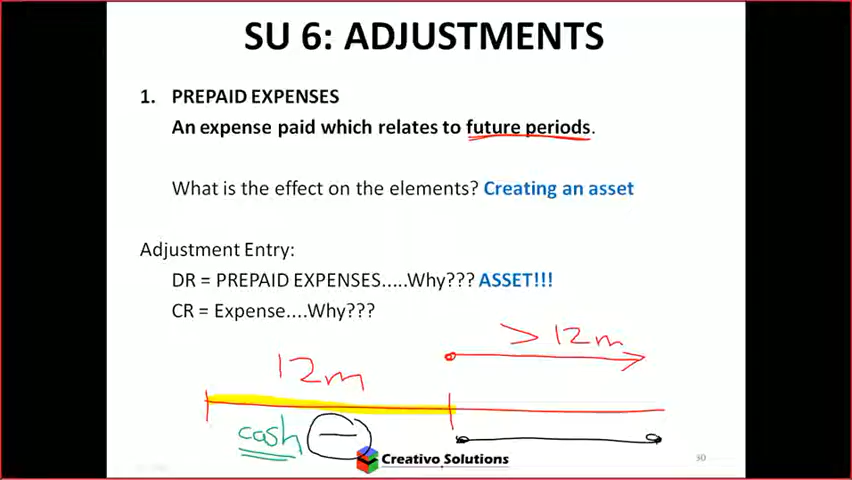 SU 6: ADJUSTMENTS
1. PREPAID EXPENSES
An expense paid which relates to future periods.
What is the effect on the elements? Creating an asset
Adjustment Entry:
DR = PREPAID EXPENSES.....Why??? ASSET!!!
CR = Expense....Why???
> 12m
12m
cash −
Creativo Solutions
30